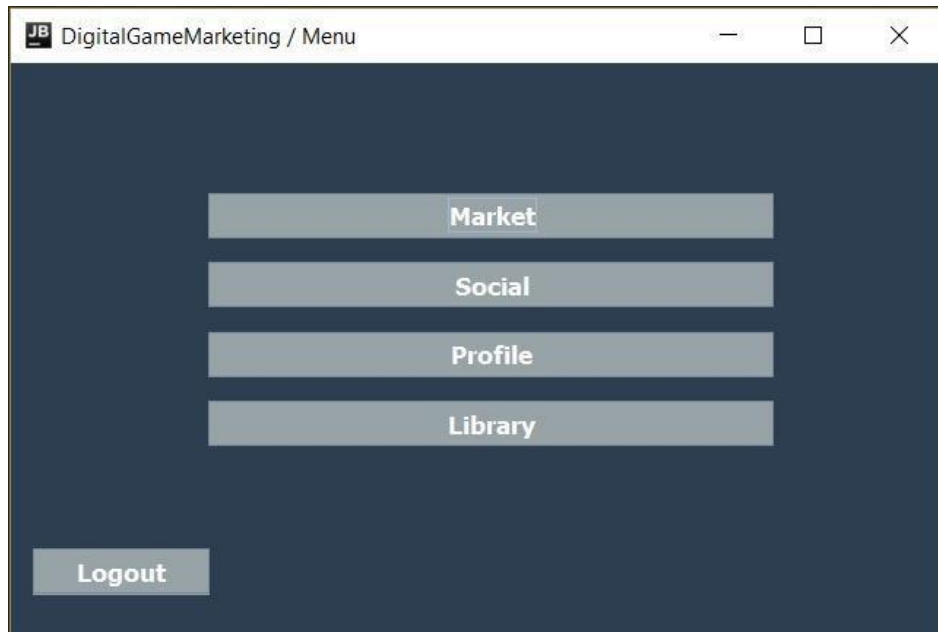 JB DigitalGameMarketing / Menu
Market
Social
Profile
Library
Logout